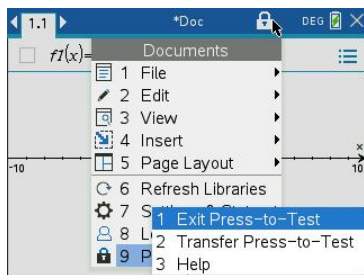 1.1 *Doc DEG
f1(x)=
Documents
1 File
2 Edit
3 View
4 Insert
5 Page Layout
x
-10 10
6 Refresh Libraries
7 S
1 Exit Press-to-Test
8 L
2 Transfer Press-to-Test
9 P
3 Help